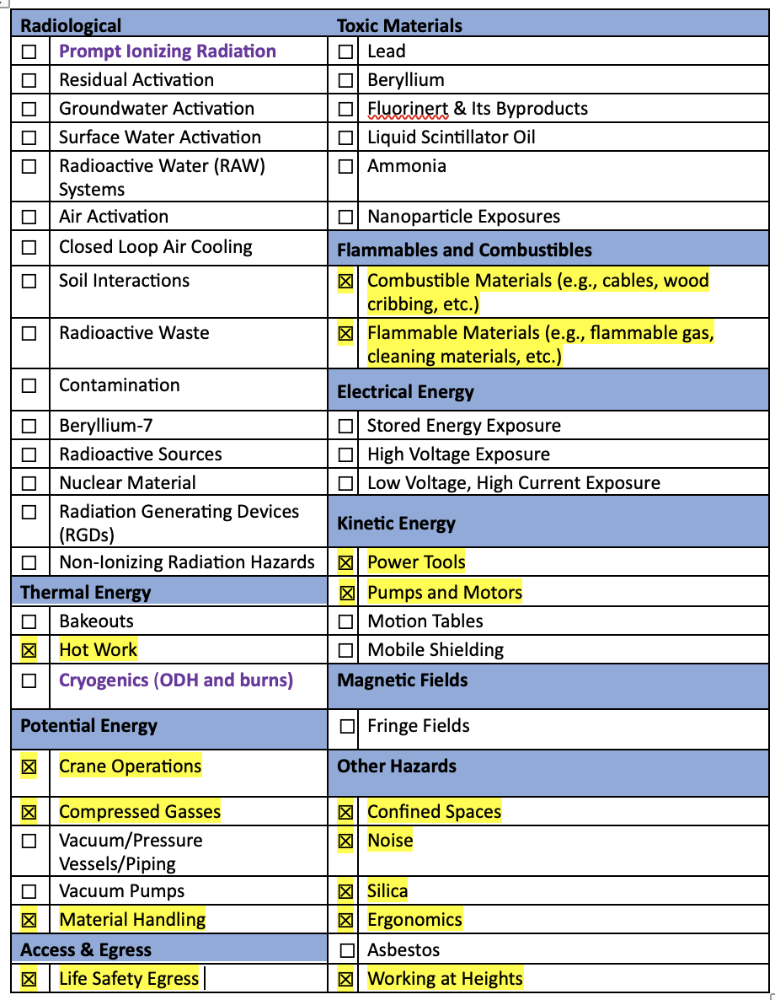 Radiological
Toxic Materials
☐ Prompt Ionizing Radiation
☐ Lead
☐ Residual Activation
☐ Beryllium
☐ Groundwater Activation
☐ Fluorinert & Its Byproducts
☐ Surface Water Activation
☐ Liquid Scintillator Oil
☐ Radioactive Water (RAW)
Systems
☐ Ammonia
☐ Air Activation
☐ Nanoparticle Exposures
☐ Closed Loop Air Cooling
Flammables and Combustibles
☐ Soil Interactions
☒ Combustible Materials (e.g., cables, wood
cribbing, etc.)
☐ Radioactive Waste
☒ Flammable Materials (e.g., flammable gas,
cleaning materials, etc.)
☐ Contamination
Electrical Energy
☐ Beryllium-7
☐ Stored Energy Exposure
☐ Radioactive Sources
☐ High Voltage Exposure
☐ Nuclear Material
☐ Low Voltage, High Current Exposure
☐ Radiation Generating Devices
(RGDs)
Kinetic Energy
☐ Non-Ionizing Radiation Hazards
☒ Power Tools
Thermal Energy
☒ Pumps and Motors
☐ Bakeouts
☐ Motion Tables
☒ Hot Work
☐ Mobile Shielding
☐ Cryogenics (ODH and burns)
Magnetic Fields
Potential Energy
☐ Fringe Fields
☒ Crane Operations
Other Hazards
☒ Compressed Gasses
☒ Confined Spaces
☐ Vacuum/Pressure
Vessels/Piping
☒ Noise
☐ Vacuum Pumps
☒ Silica
☒ Material Handling
☒ Ergonomics
Access & Egress
☐ Asbestos
☒ Life Safety Egress
☒ Working at Heights